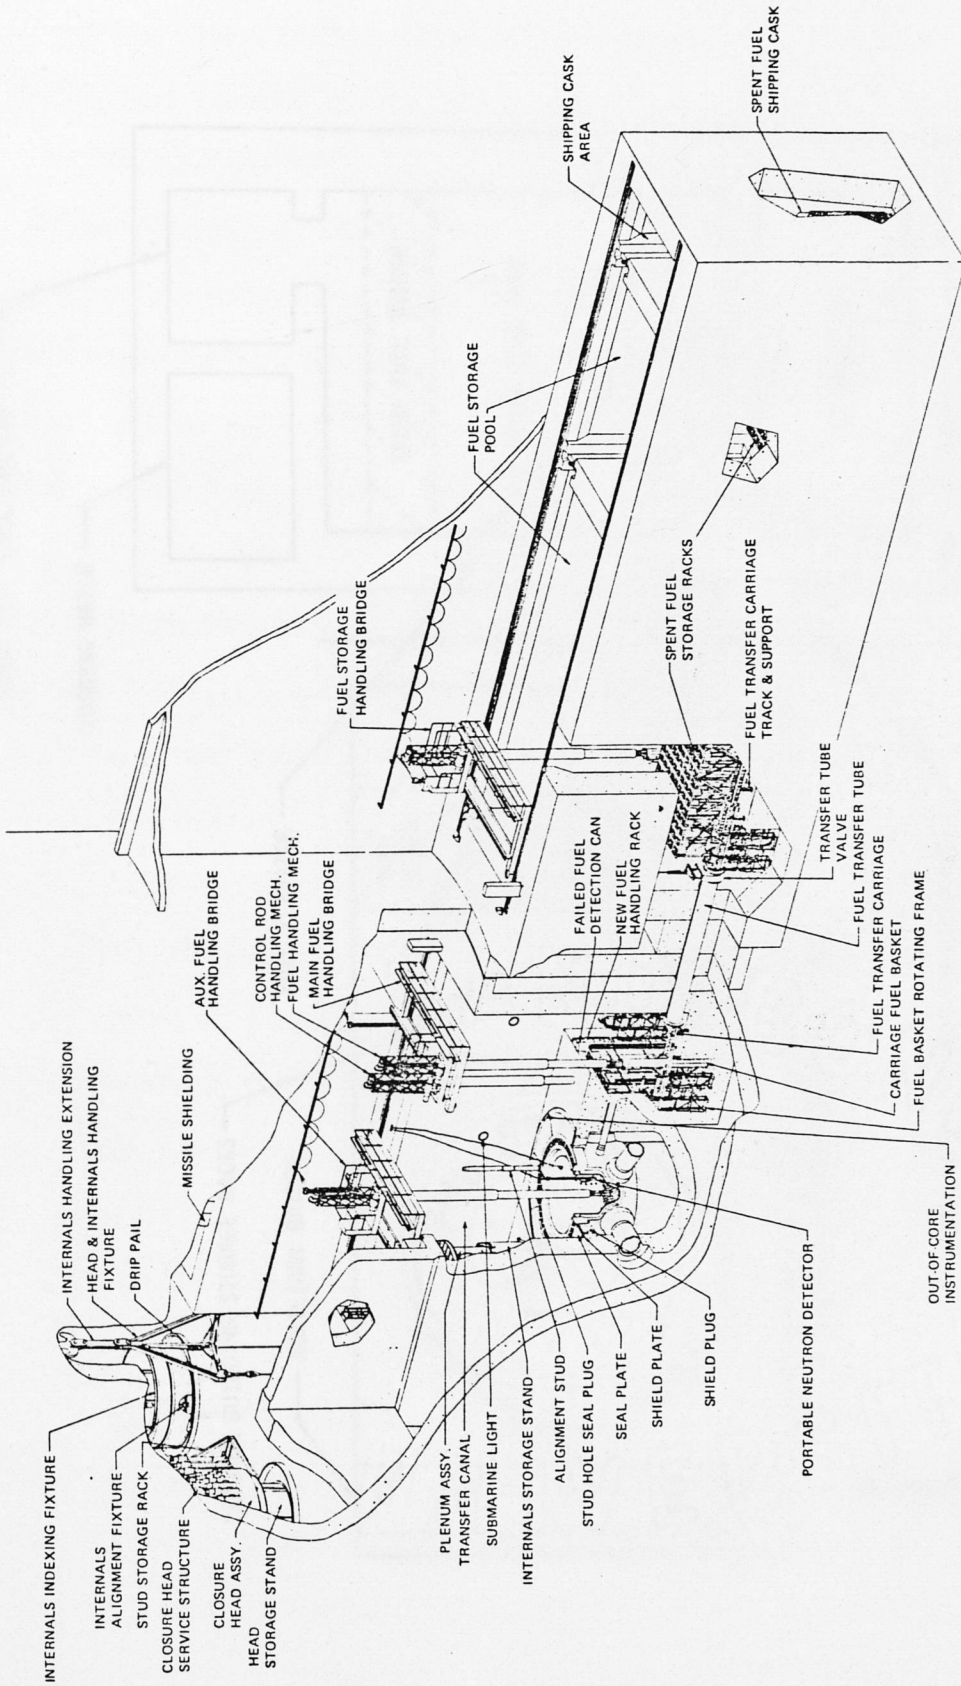 INTERNALS INDEXING FIXTURE
INTERNALS
ALIGNMENT FIXTURE
STUD STORAGE RACK
CLOSURE HEAD
SERVICE STRUCTURE
CLOSURE
HEAD ASSY.
HEAD
STORAGE STAND
INTERNALS HANDLING EXTENSION
HEAD & INTERNALS HANDLING
FIXTURE
DRIP PAIL
MISSILE SHIELDING
AUX. FUEL
HANDLING BRIDGE
CONTROL ROD
HANDLING MECH.
FUEL HANDLING MECH.
MAIN FUEL
HANDLING BRIDGE
FUEL STORAGE
HANDLING BRIDGE
FUEL STORAGE
POOL
SHIPPING CASK
AREA
SPENT FUEL
SHIPPING CASK
PLENUM ASSY.
TRANSFER CANAL
SUBMARINE LIGHT
INTERNALS STORAGE STAND
ALIGNMENT STUD
STUD HOLE SEAL PLUG
SEAL PLATE
SHIELD PLATE
SHIELD PLUG
PORTABLE NEUTRON DETECTOR
OUT-OF-CORE
INSTRUMENTATION
FAILED FUEL
DETECTION CAN
NEW FUEL
HANDLING RACK
SPENT FUEL
STORAGE RACKS
FUEL TRANSFER CARRIAGE
TRACK & SUPPORT
TRANSFER TUBE
VALVE
FUEL TRANSFER TUBE
FUEL TRANSFER CARRIAGE
CARRIAGE FUEL BASKET
FUEL BASKET ROTATING FRAME